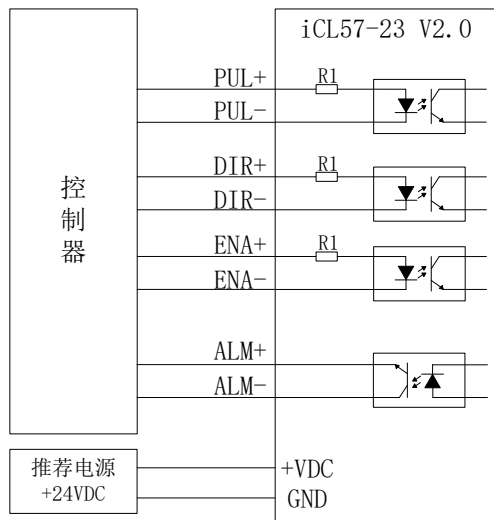 iCL57-23 V2.0
PUL+
R1
PUL-
DIR+
R1
DIR-
控制器
ENA+
R1
ENA-
ALM+
ALM-
推荐电源
+24VDC
+VDC
GND